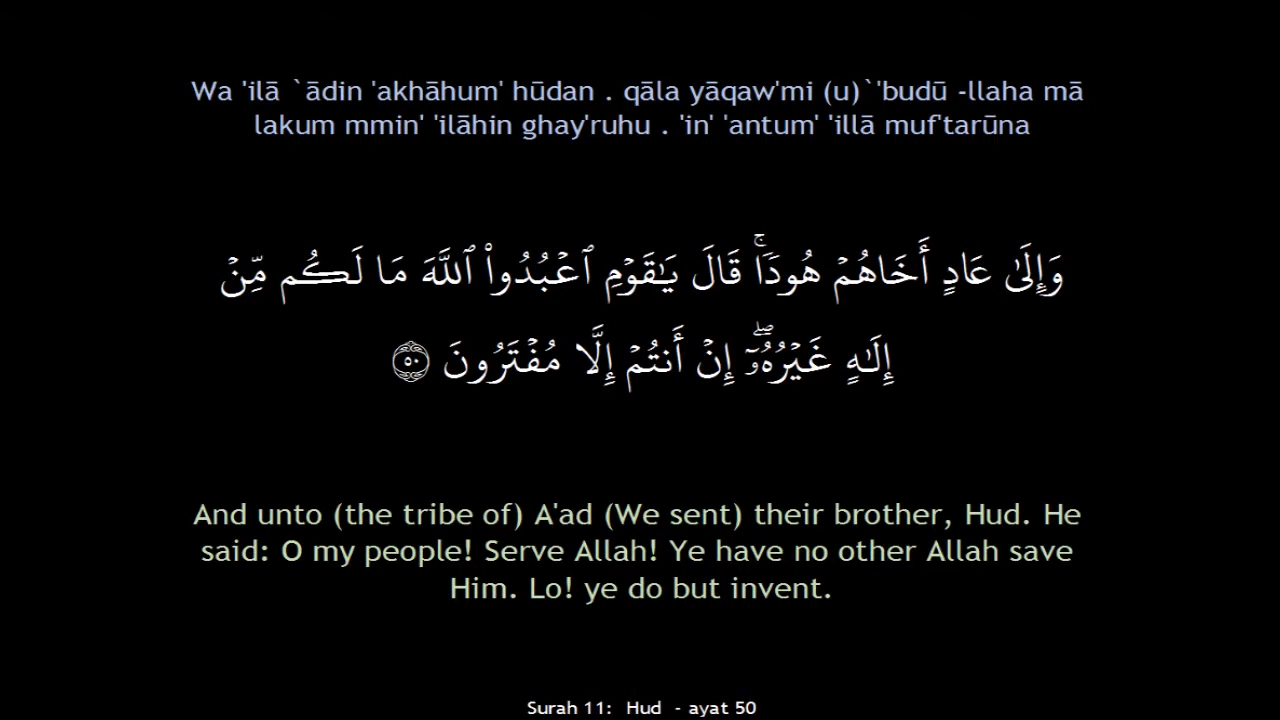 Wa 'ilā `ādin 'akhāhum' hūdan . qāla yāqaw'mi (u)`'budū -llaha mā
lakum mmin' 'ilāhin ghay'ruhu . 'in' 'antum' 'illā muf'tarūna
وَإِلَىٰ عَادٍ أَخَاهُمۡ هُودٗاۚ قَالَ يَٰقَوۡمِ ٱعۡبُدُواْ ٱللَّهَ مَا لَكُم مِّنۡ
إِلَٰهٍ غَيۡرُهُۥٓۖ إِنۡ أَنتُمۡ إِلَّا مُفۡتَرُونَ ٥٠
And unto (the tribe of) A'ad (We sent) their brother, Hud. He
said: O my people! Serve Allah! Ye have no other Allah save
Him. Lo! ye do but invent.
Surah 11:  Hud  - ayat 50